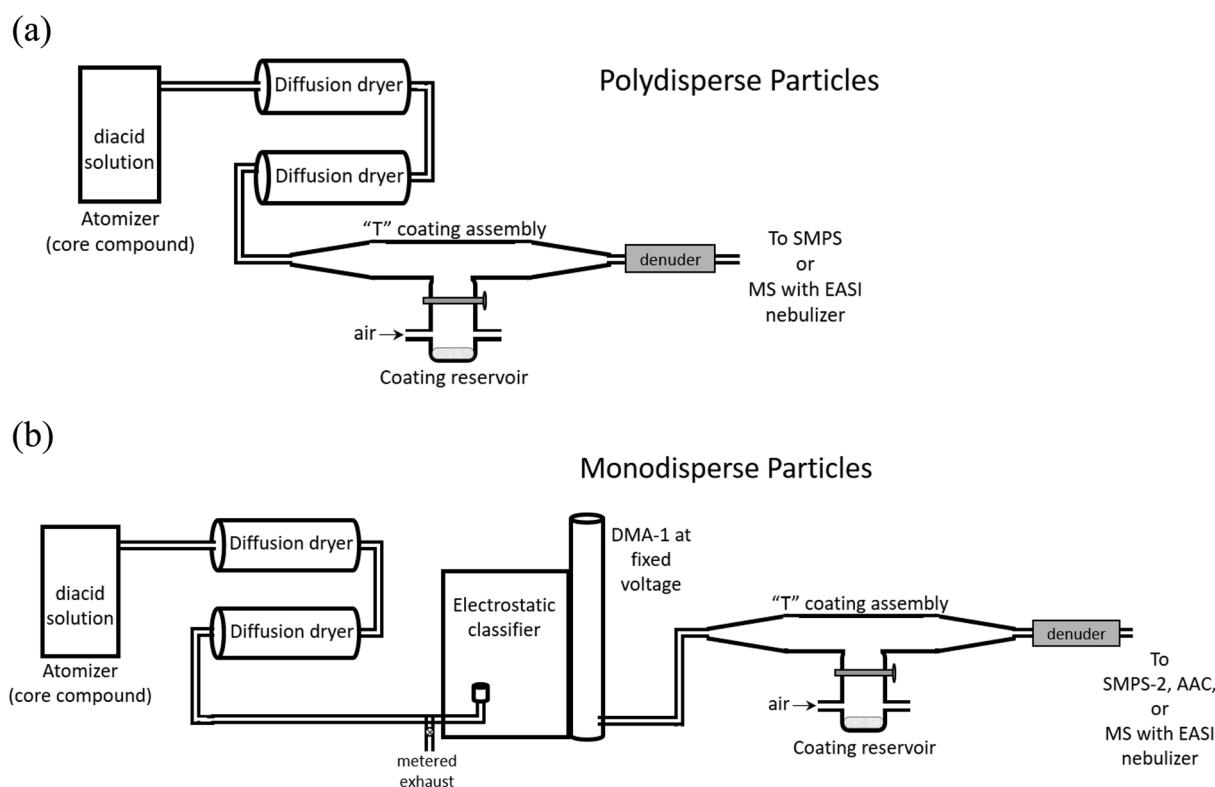 (a)
Polydisperse Particles
diacid
solution
Atomizer
(core compound)
Diffusion dryer
Diffusion dryer
“T” coating assembly
denuder
To SMPS
or
MS with EASI
nebulizer
air
Coating reservoir
(b)
Monodisperse Particles
diacid
solution
Atomizer
(core compound)
Diffusion dryer
Diffusion dryer
metered
exhaust
Electrostatic
classifier
DMA-1 at
fixed
voltage
“T” coating assembly
denuder
To
SMPS-2, AAC,
or
MS with EASI
nebulizer
air
Coating reservoir